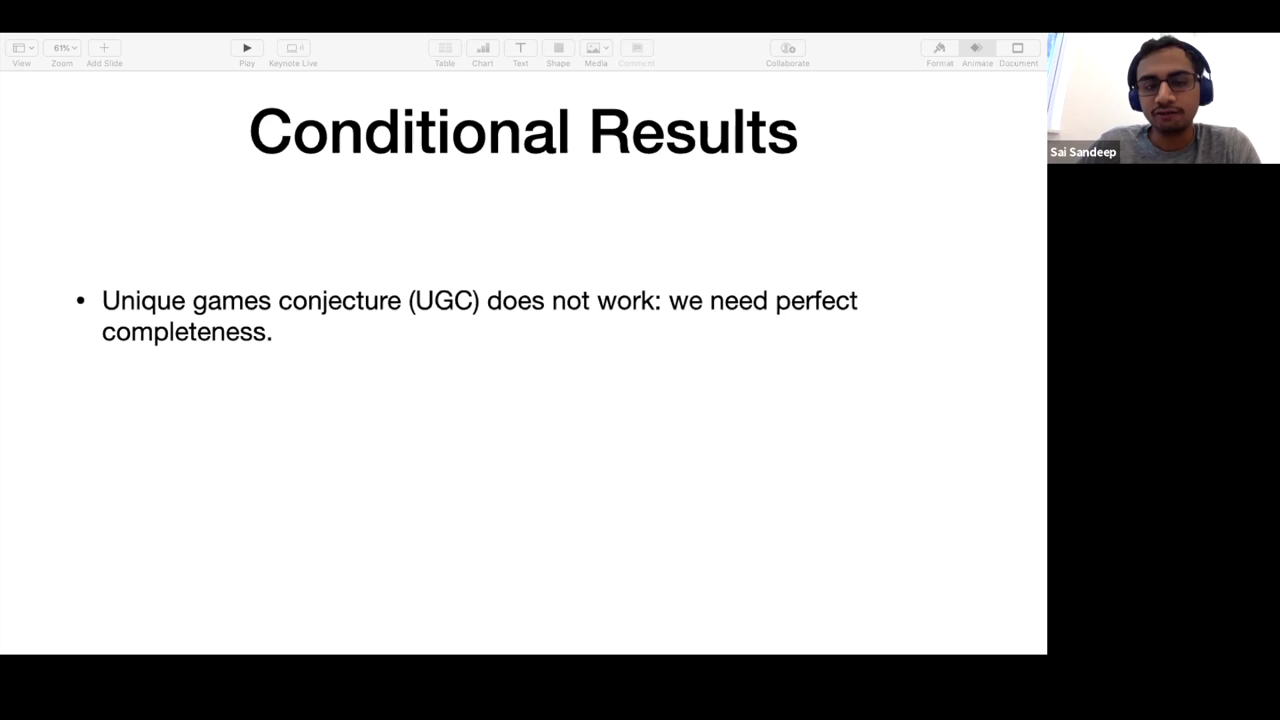 61%
View
Zoom
Add Slide
Play
Keynote Live
Table
Chart
Text
Shape
Media
Comment
Collaborate
Format
Animate
Document
Conditional Results
Sai Sandeep
• Unique games conjecture (UGC) does not work: we need perfect
completeness.